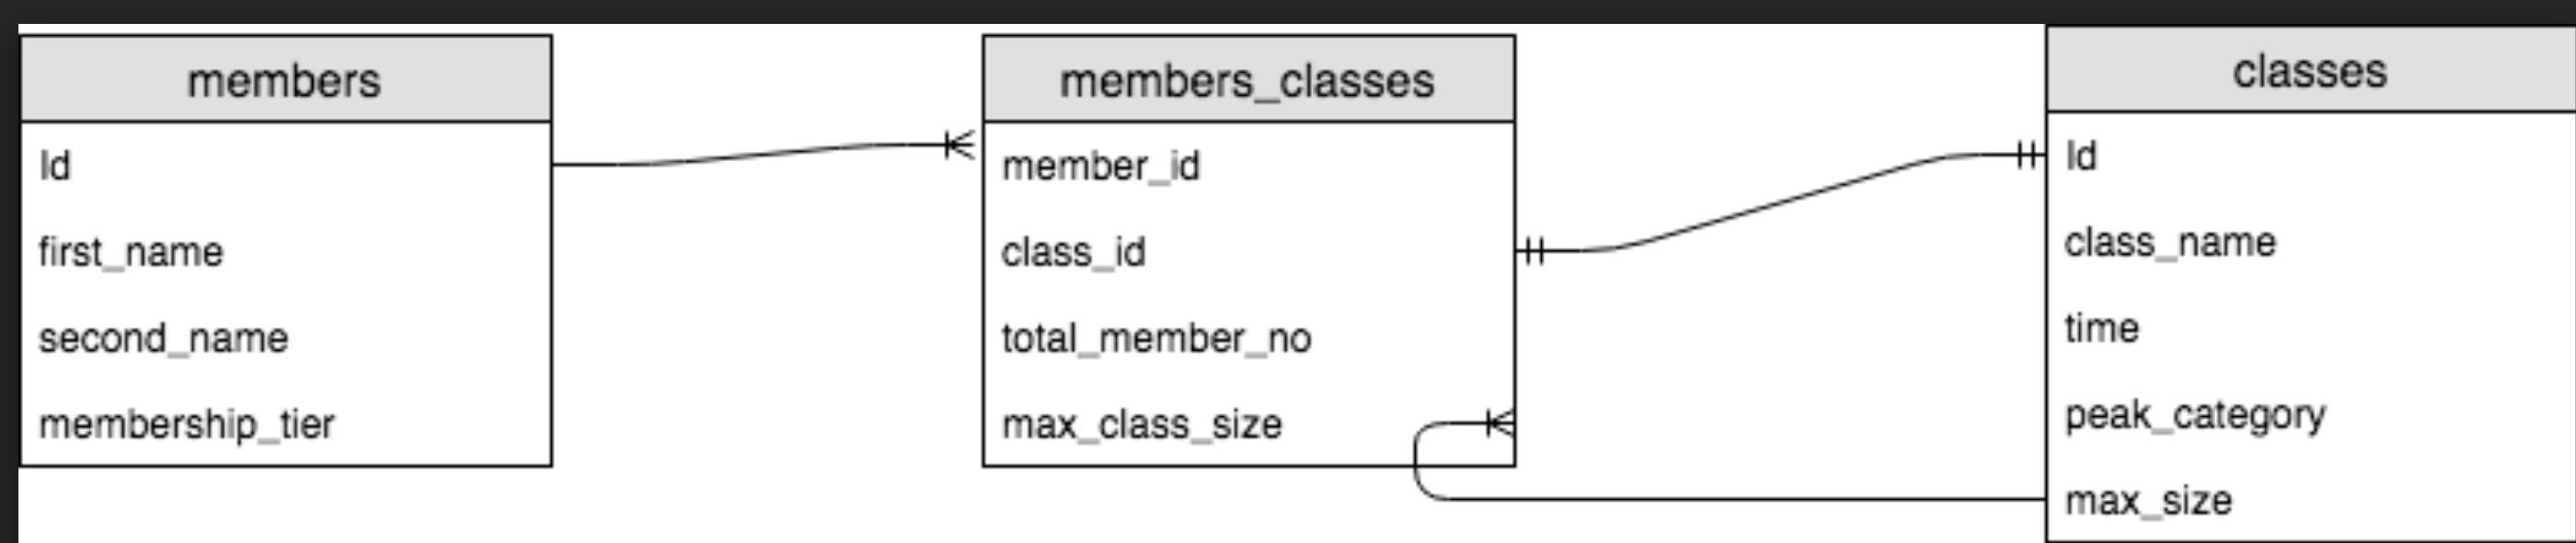 members
Id
first_name
second_name
membership_tier
members_classes
member_id
class_id
total_member_no
max_class_size
classes
Id
class_name
time
peak_category
max_size